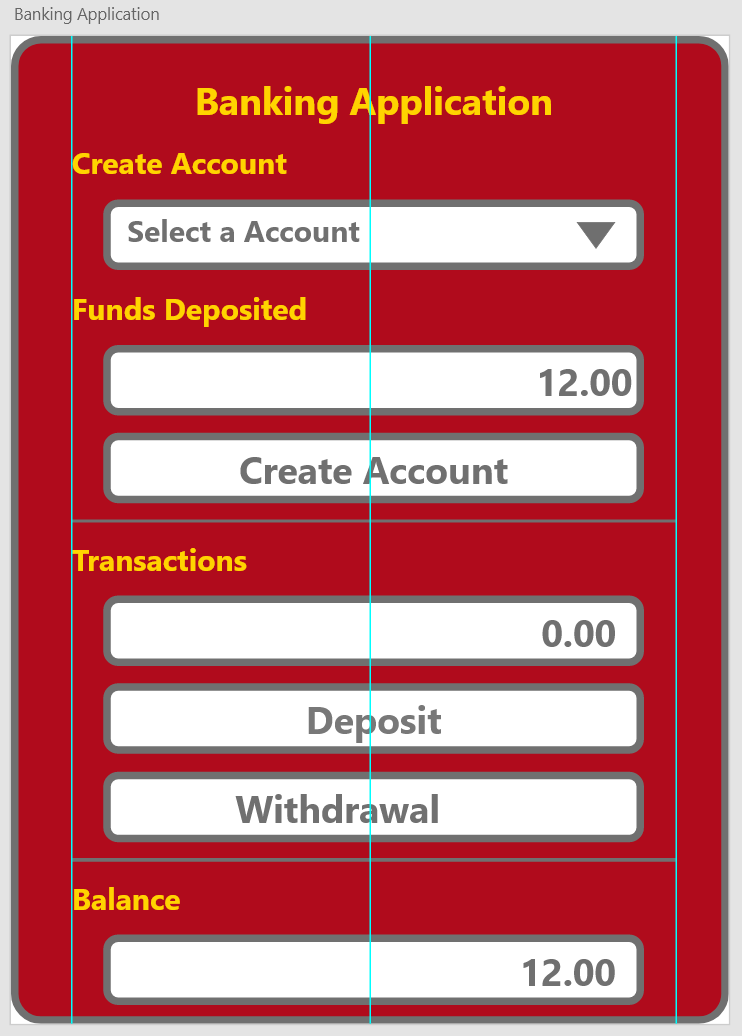 Banking Application
Banking Application
Create Account
Select a Account
Funds Deposited
12.00
Create Account
Transactions
0.00
Deposit
Withdrawal
Balance
12.00